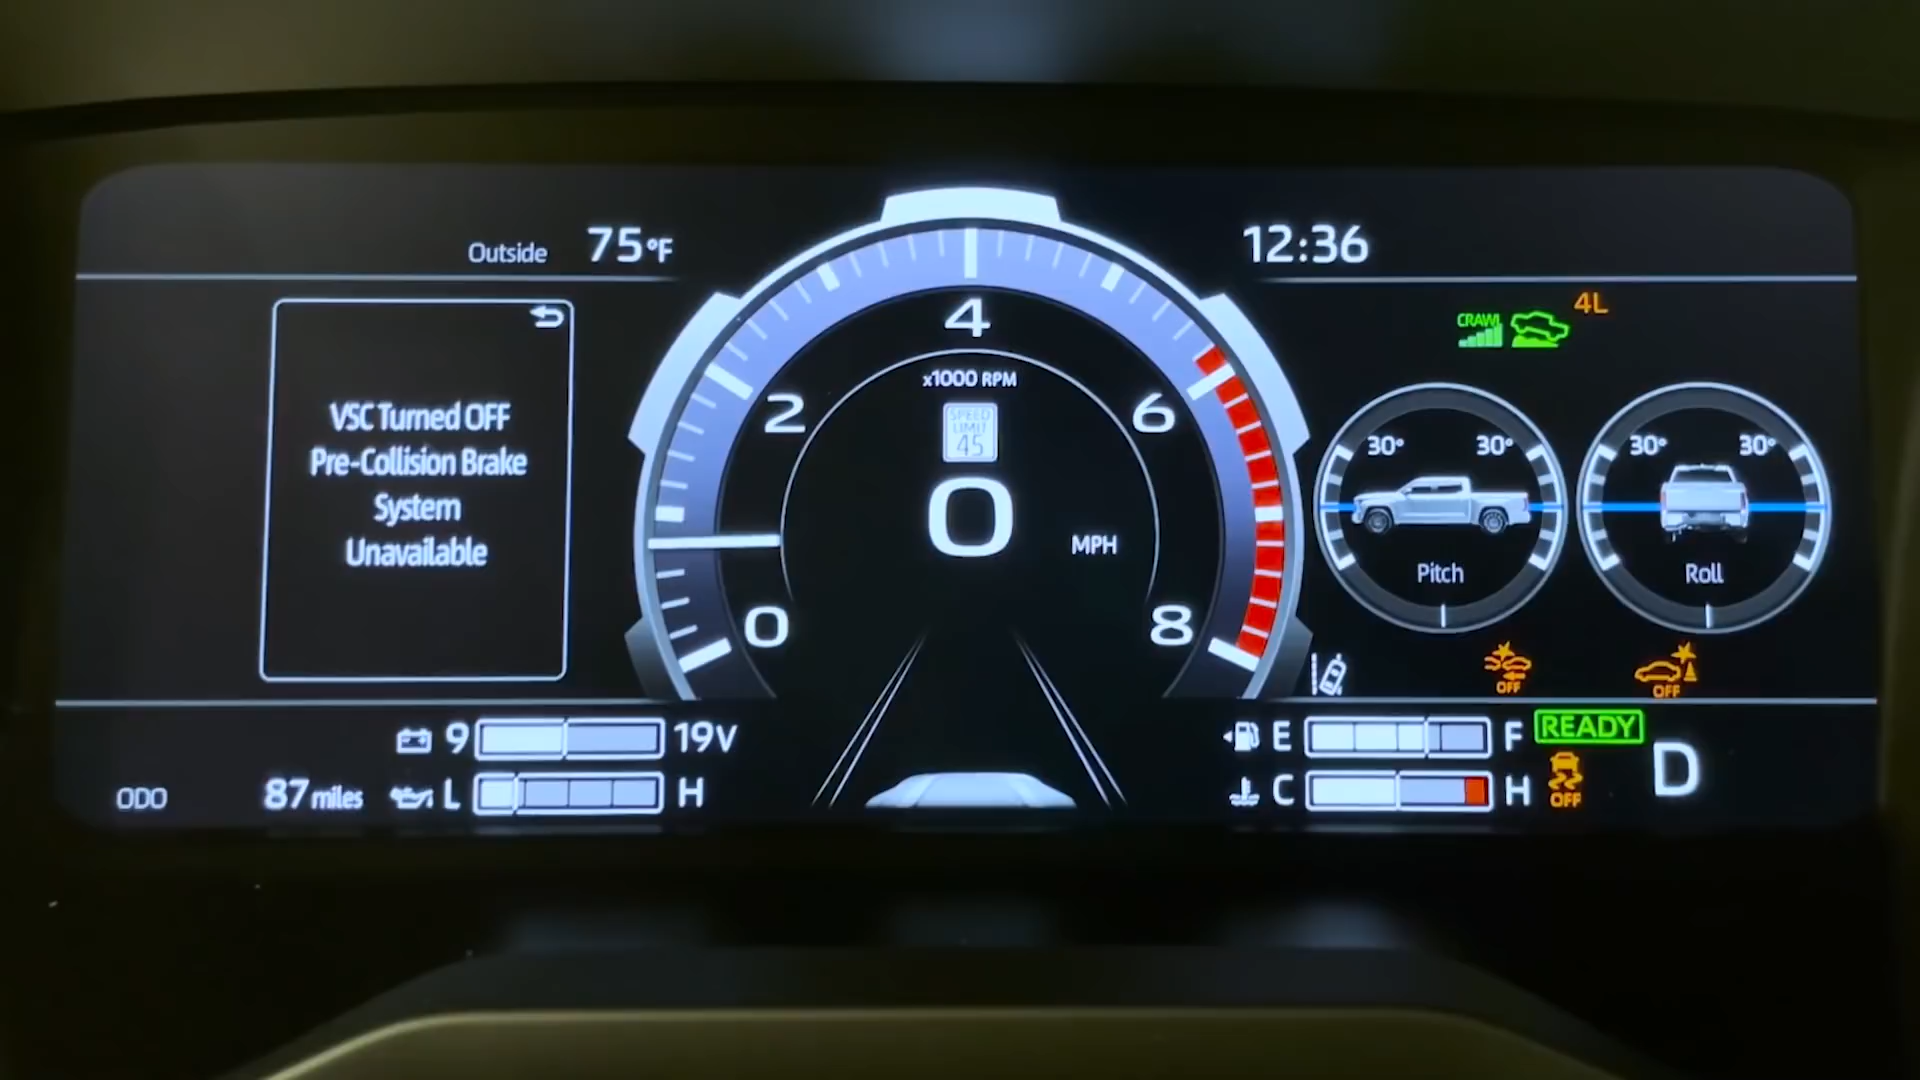 Outside 75°F
12:36
VSC Turned OFF
Pre-Collision Brake
System
Unavailable
4
x1000 RPM
2
6
SPEED
LIMIT
45
0
MPH
0
8
CRAWL
4L
30° 30°
Pitch
30° 30°
Roll
OFF
OFF
9 19V
ODO 87 miles
L H
E F
READY
C H
OFF
D